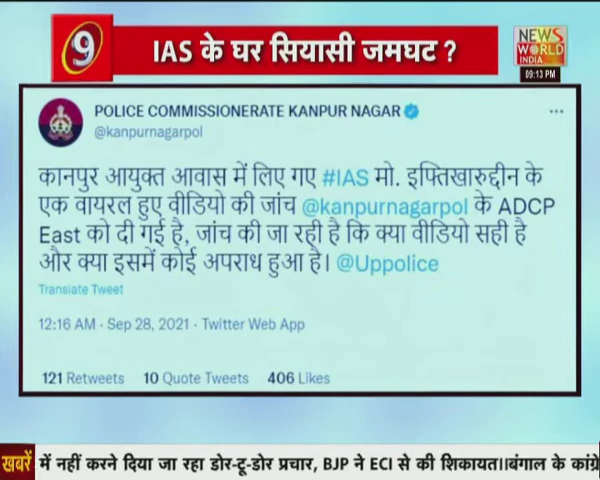 9
IAS के घर सियासी जमघट ?
NEWS
WORLD
INDIA
09:13 PM
POLICE COMMISSIONERATE KANPUR NAGAR
@kanpurnagarpol
कानपुर आयुक्त आवास में लिए गए #IAS मो. इफ्तिखारुद्दीन के
एक वायरल हुए वीडियो की जांच @kanpurnagarpol के ADCP
East को दी गई है, जांच की जा रही है कि क्या वीडियो सही है
और क्या इसमें कोई अपराध हुआ है। @Uppolice
Translate Tweet
12:16 AM · Sep 28, 2021 · Twitter Web App
121 Retweets 10 Quote Tweets 406 Likes
खबरें में नहीं करने दिया जा रहा डोर-टू-डोर प्रचार, BJP ने ECI से की शिकायत।।बंगाल के कांग्रे